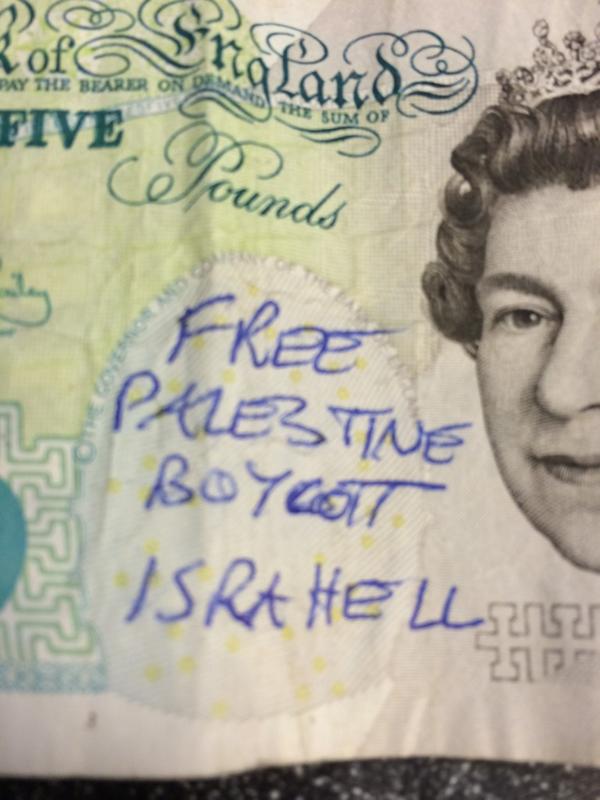 of England
PAY THE BEARER ON DEMAND THE SUM OF
FIVE
Pounds
© THE GOVERNOR AND COMPANY OF THE BA
FREE
PALESTINE
BOYCOTT
ISRAHELL